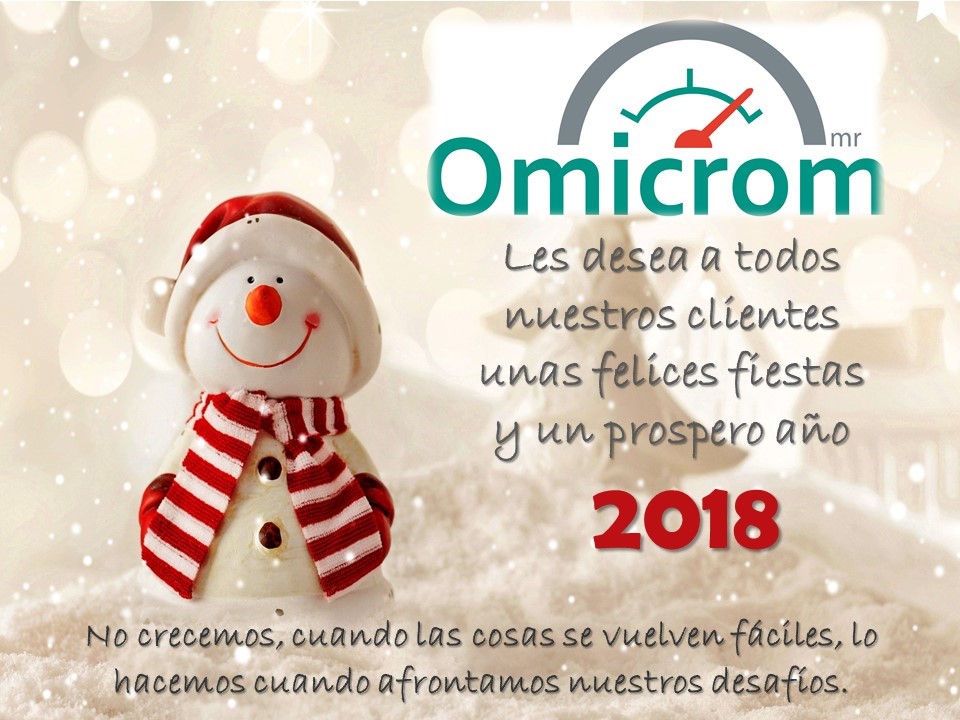 mr
Omicrom
Les desea a todos
nuestros clientes
unas felices fiestas
y un prospero año
2018
No crecemos, cuando las cosas se vuelven fáciles, lo
hacemos cuando afrontamos nuestros desafíos.